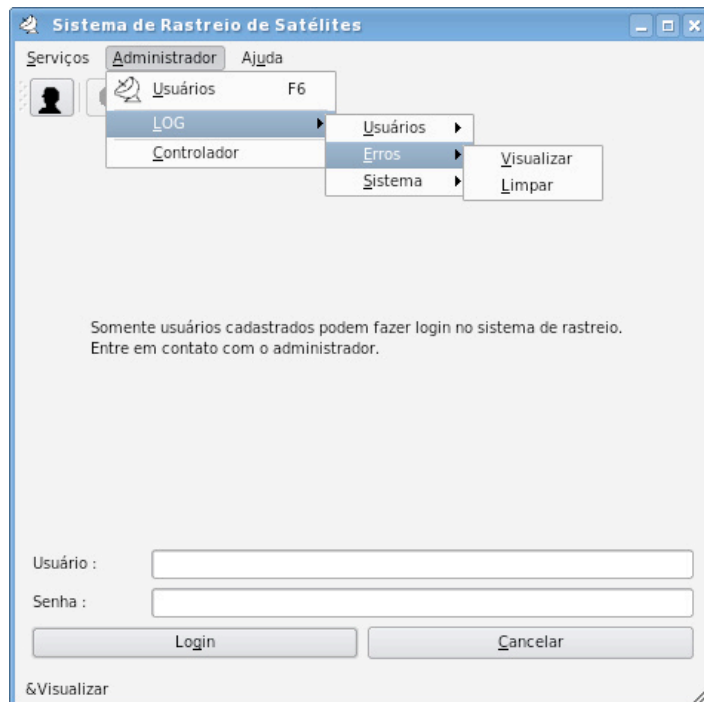 Sistema de Rastreio de Satélites
Serviços Administrador Ajuda
Usuários F6
LOG
Controlador
Usuários
Erros
Sistema
Visualizar
Limpar
Somente usuários cadastrados podem fazer login no sistema de rastreio.
Entre em contato com o administrador.
Usuário :
Senha :
Login Cancelar
&Visualizar